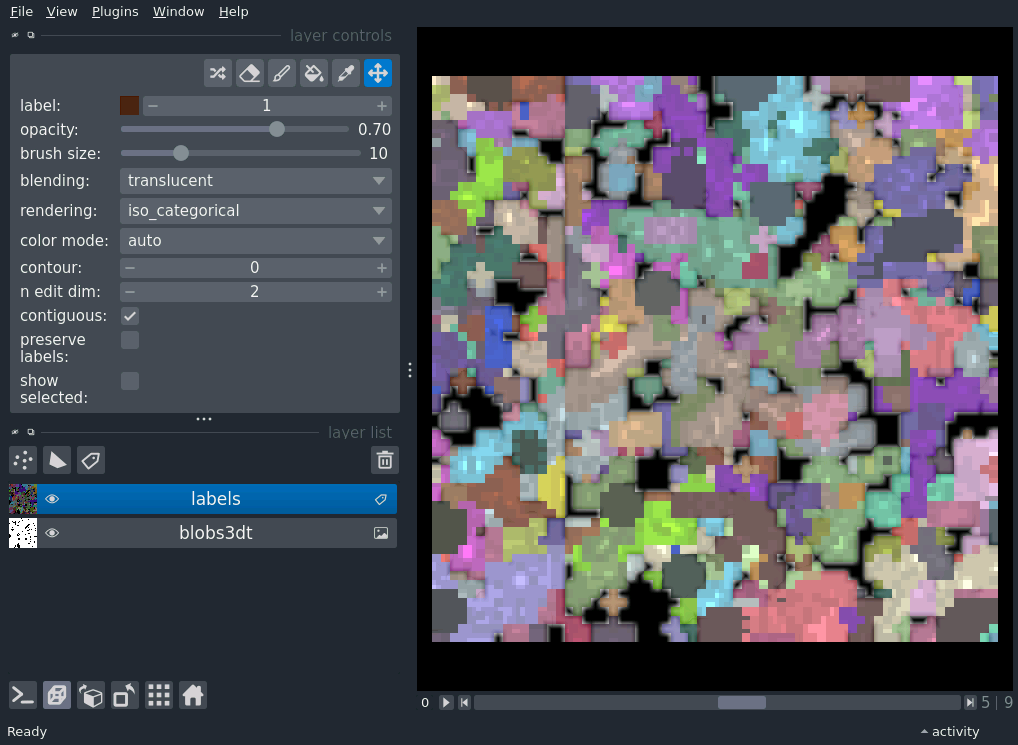 File View Plugins Window Help
layer controls
label: 1
opacity: 0.70
brush size: 10
blending: translucent
rendering: iso_categorical
color mode: auto
contour: 0
n edit dim: 2
contiguous:
preserve
labels:
show
selected:
layer list
labels
blobs3dt
0 5 | 9
Ready activity